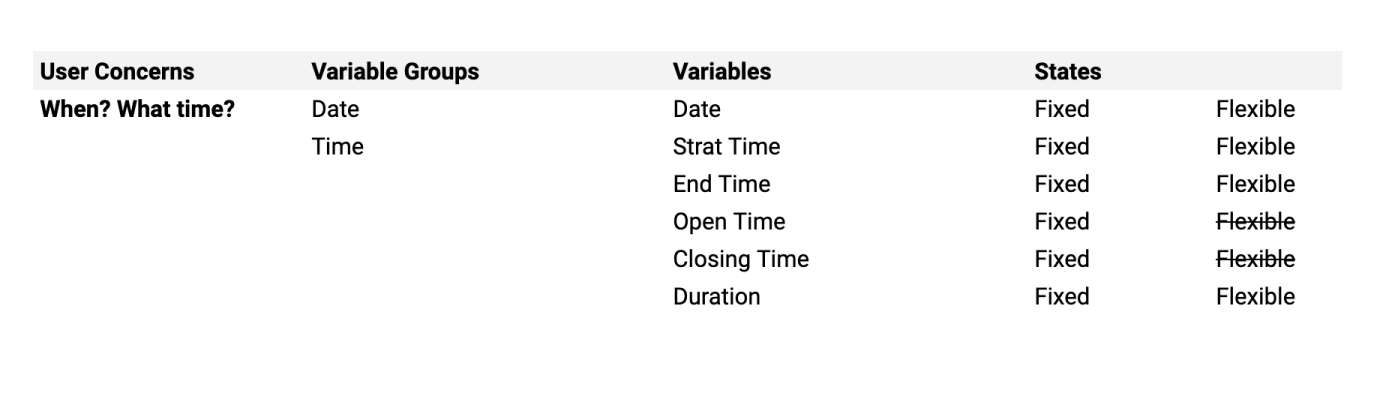 User Concerns Variable Groups Variables States
When? What time? Date Date Fixed Flexible
Time Strat Time Fixed Flexible
End Time Fixed Flexible
Open Time Fixed Flexible
Closing Time Fixed Flexible
Duration Fixed Flexible